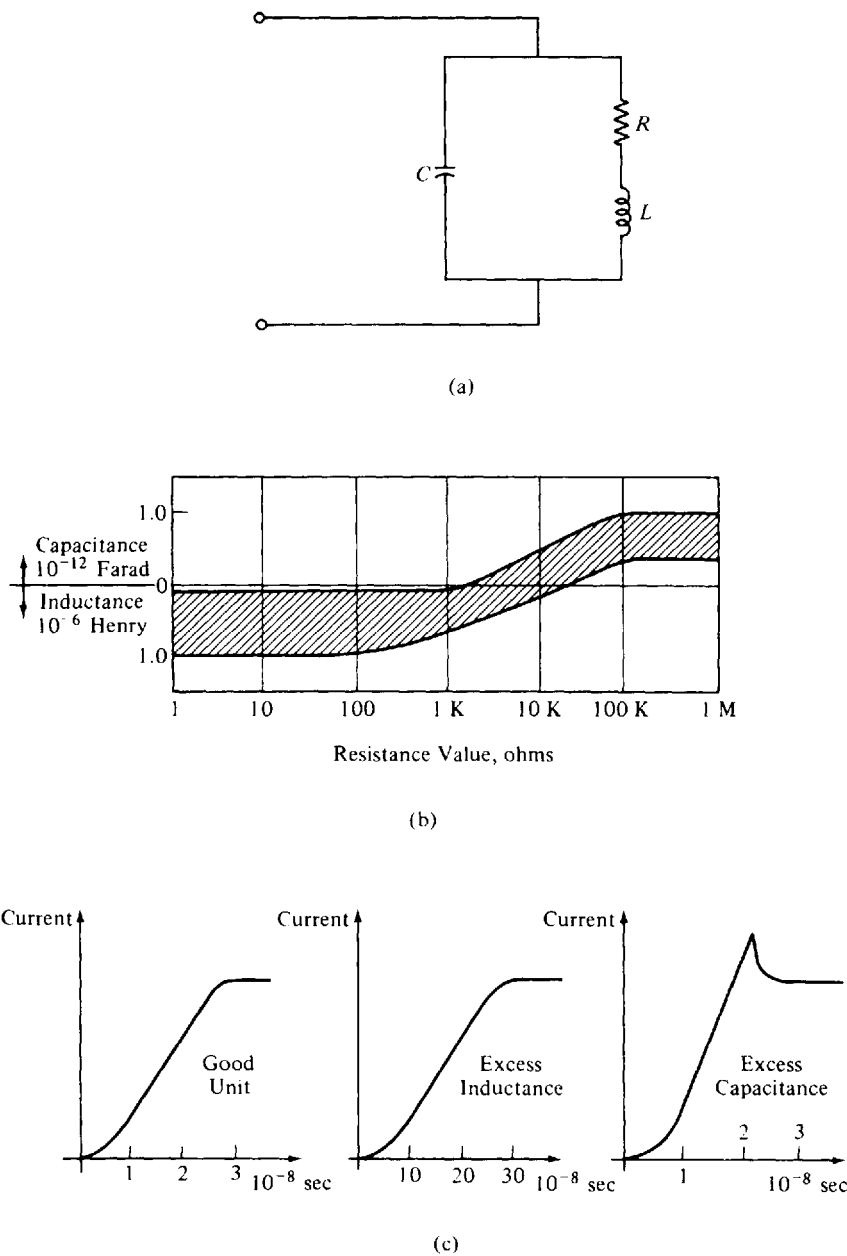 R
C
L
(a)
1.0
Capacitance
10⁻¹² Farad
0
Inductance
10⁻⁶ Henry
1.0
1 10 100 1 K 10 K 100 K 1 M
Resistance Value, ohms
(b)
Current
Good
Unit
1 2 3 10⁻⁸ sec
Current
Excess
Inductance
10 20 30 10⁻⁸ sec
Current
Excess
Capacitance
1 2 3
10⁻⁸ sec
(c)